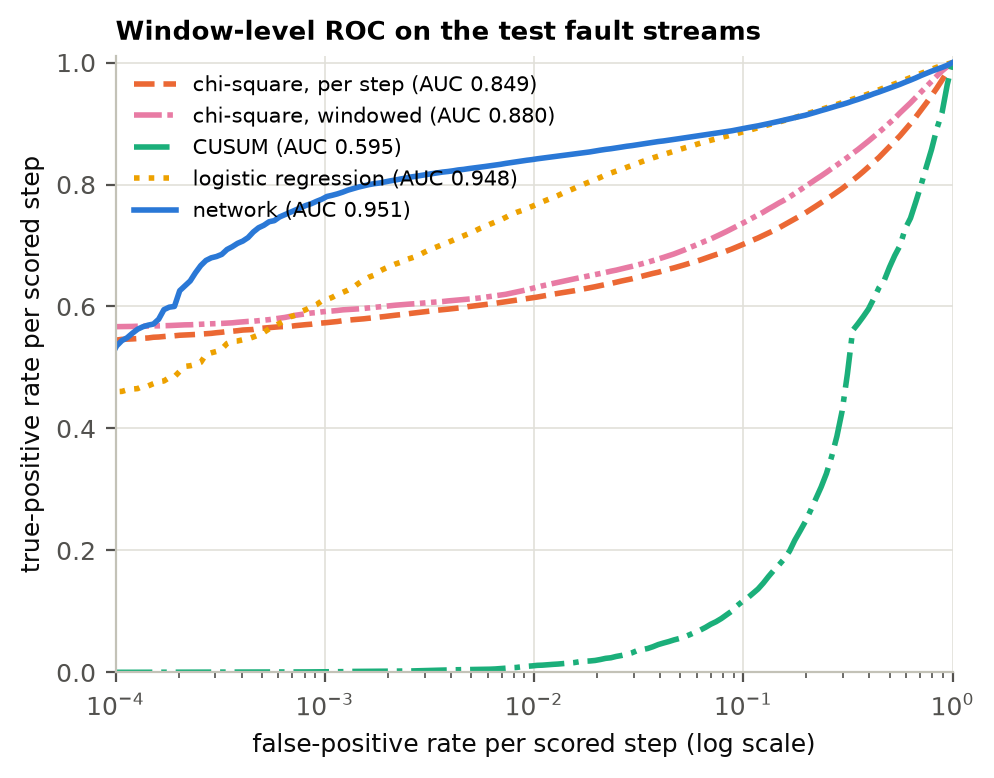 Window-level ROC on the test fault streams
chi-square, per step (AUC 0.849)
chi-square, windowed (AUC 0.880)
CUSUM (AUC 0.595)
logistic regression (AUC 0.948)
network (AUC 0.951)
true-positive rate per scored step
1.0
0.8
0.6
0.4
0.2
0.0
10⁻⁴ 10⁻³ 10⁻² 10⁻¹ 10⁰
false-positive rate per scored step (log scale)